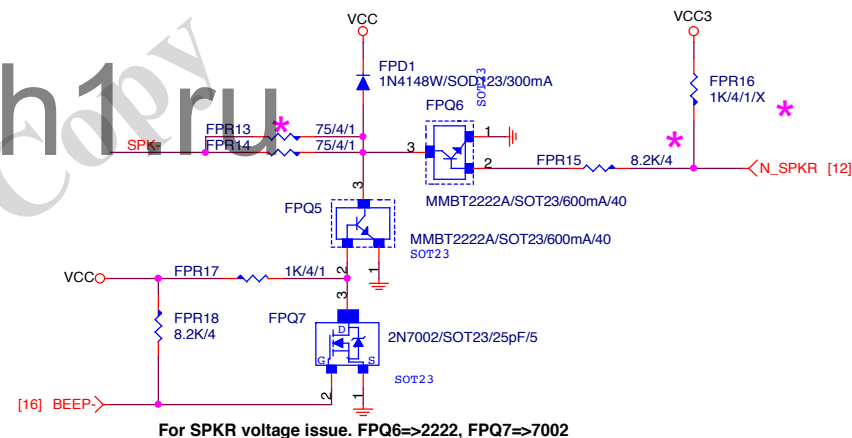 VCC
VCC3
FPD1
1N4148W/SOD123/300mA
SOT23
FPQ6
FPR16
1K/4/1/X
*
*
*
h1.ru
Copy
FPR13
75/4/1
SPK-
FPR14
75/4/1
3
1
2
FPR15
8.2K/4
N_SPKR [12]
MMBT2222A/SOT23/600mA/40
3
FPQ5
MMBT2222A/SOT23/600mA/40
SOT23
2
1
VCC
FPR17
1K/4/1
3
FPR18
8.2K/4
FPQ7
D
G
S
2N7002/SOT23/25pF/5
SOT23
2
1
[16] BEEP-
For SPKR voltage issue. FPQ6=>2222, FPQ7=>7002